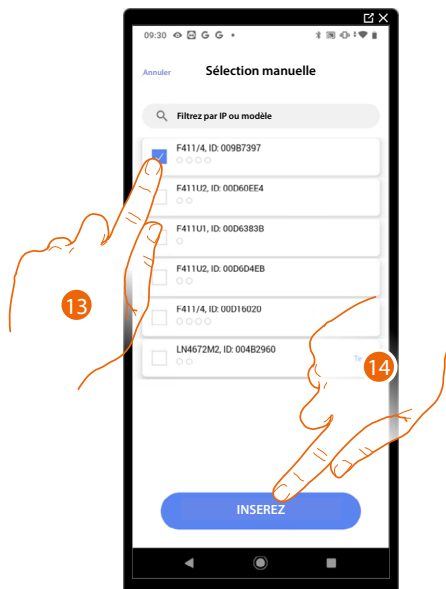 09:30 G G
Annuler Sélection manuelle
Filtrez par IP ou modèle
F411/4, ID: 009B7397
F411U2, ID: 00D60EE4
F411U1, ID: 00D6383B
F411U2, ID: 00D6D4EB
F411/4, ID: 00D16020
LN4672M2, ID: 004B2960
Te
13
14
INSEREZ